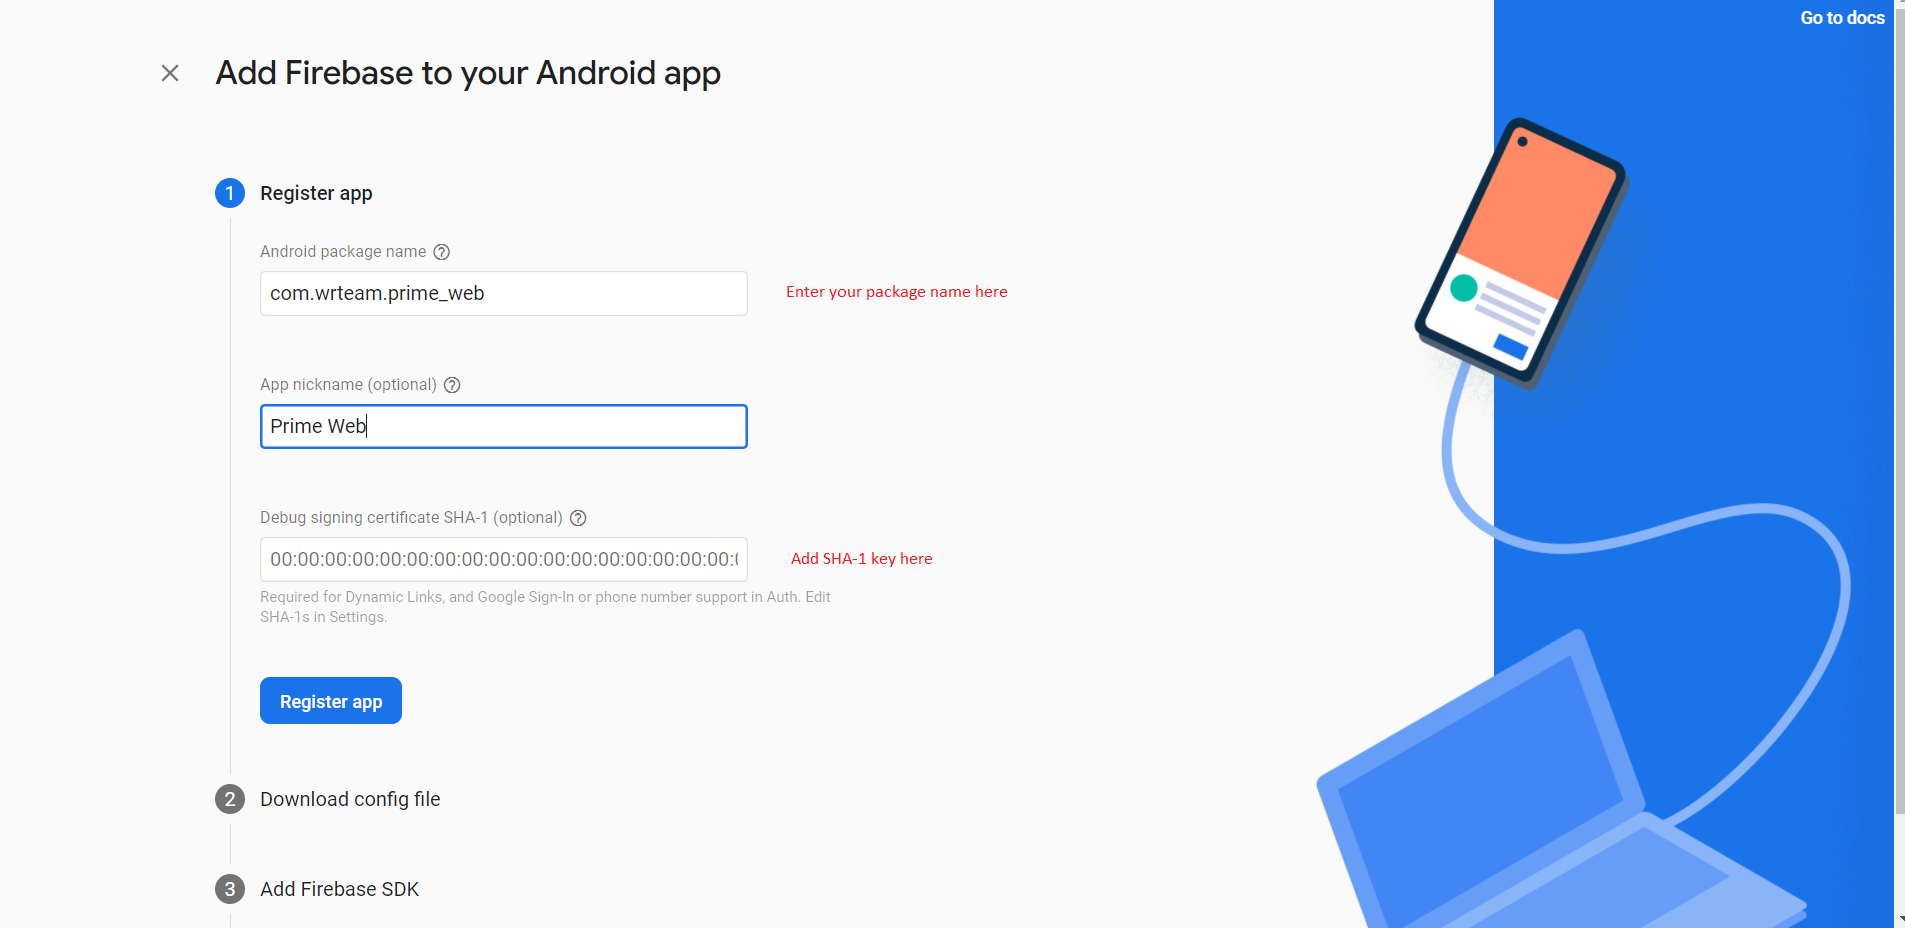 Go to docs
Add Firebase to your Android app
1 Register app
Android package name ?
com.wrteam.prime_web
Enter your package name here
App nickname (optional) ?
Prime Web
Debug signing certificate SHA-1 (optional) ?
00:00:00:00:00:00:00:00:00:00:00:00:00:00:00:00:00:(
Add SHA-1 key here
Required for Dynamic Links, and Google Sign-In or phone number support in Auth. Edit
SHA-1s in Settings.
Register app
2 Download config file
3 Add Firebase SDK